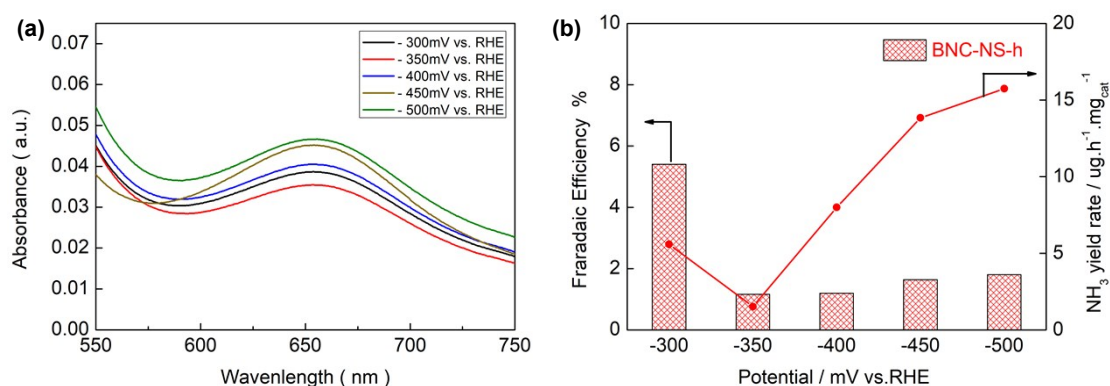 (a)
0.07
0.06
0.05
0.04
0.03
0.02
0.01
0.00
Absorbance ( a.u.)
- 300mV vs. RHE
- 350mV vs. RHE
- 400mV vs. RHE
- 450mV vs. RHE
- 500mV vs. RHE
550
600
650
700
750
Wavenlength ( nm )
(b)
10
8
6
4
2
0
Fraradaic Efficiency %
BNC-NS-h
20
15
10
5
0
NH3 yield rate / ug.h-1.mgcat-1
-300
-350
-400
-450
-500
Potential / mV vs.RHE